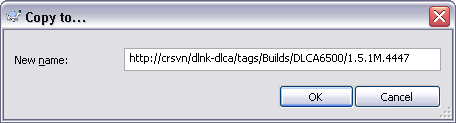 Copy to...
New name: http://crsvn/dlnk-dlca/tags/Builds/DLCA6500/1.5.1M.4447
OK Cancel